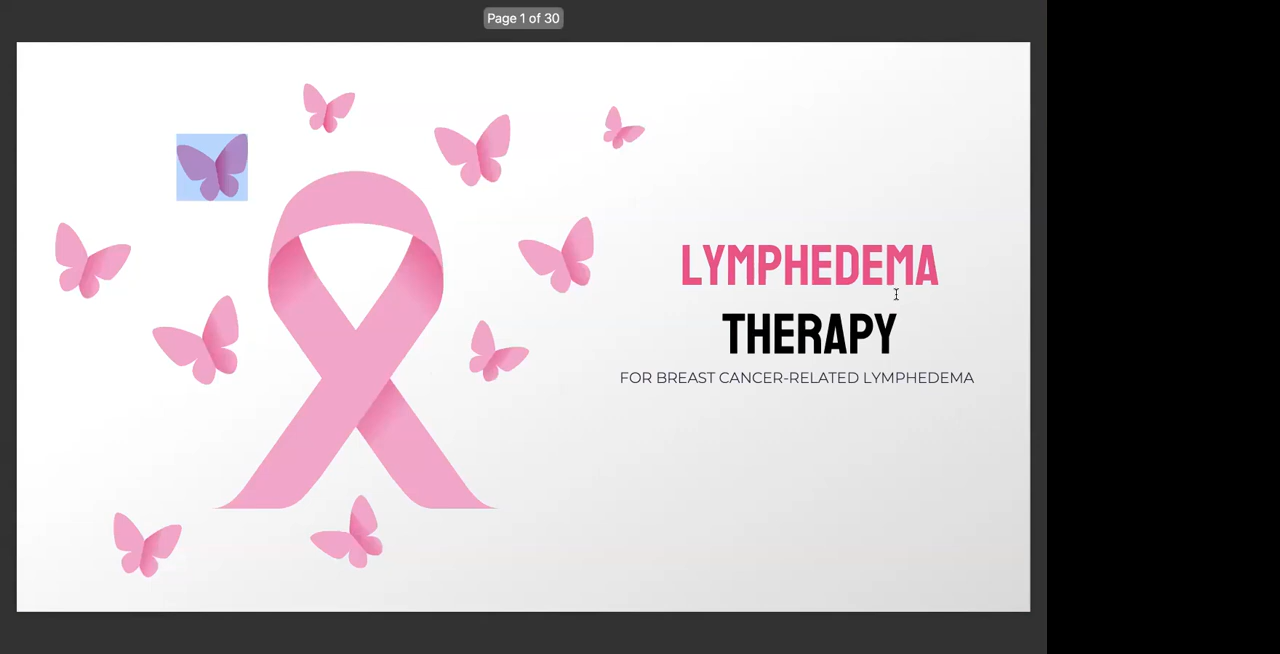 Page 1 of 30
LYMPHEDEMA
THERAPY
FOR BREAST CANCER-RELATED LYMPHEDEMA